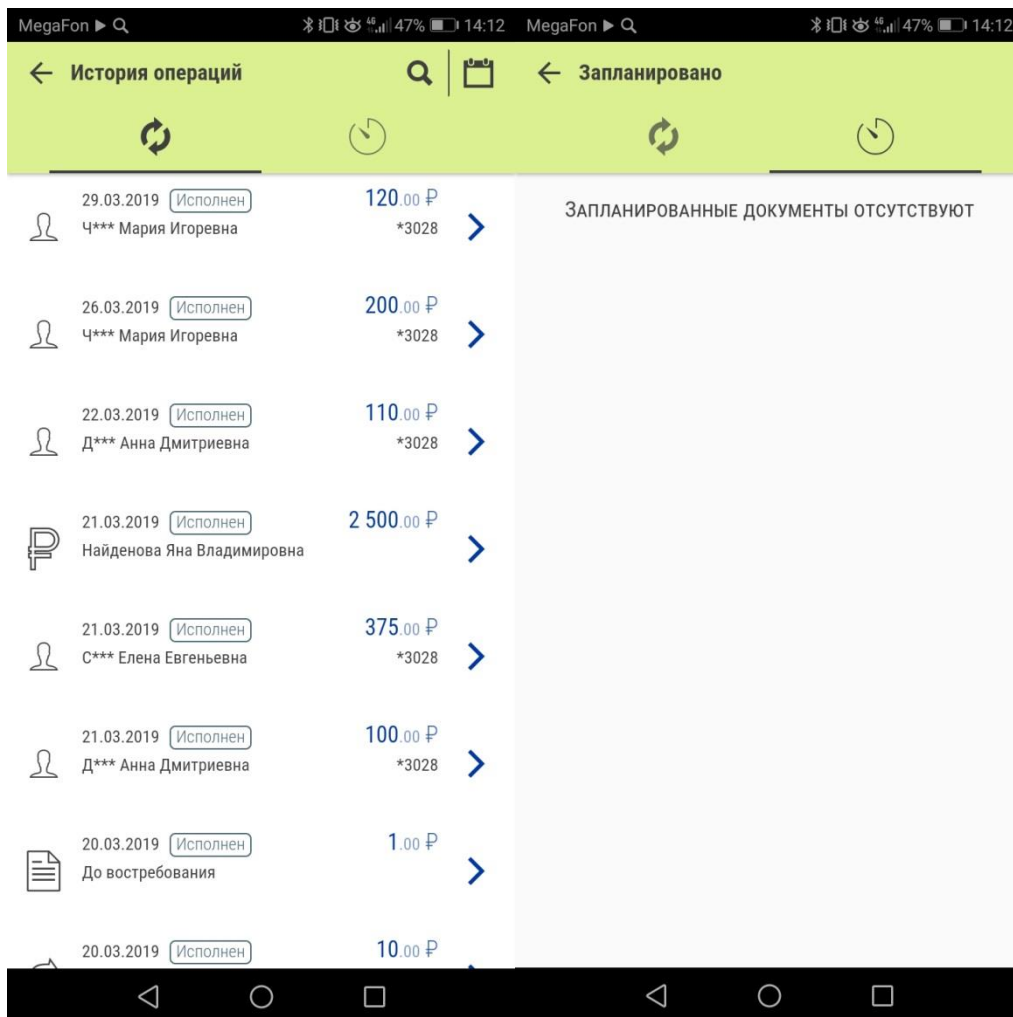 MegaFon 46 47% 14:12
История операций
29.03.2019 Исполнен 120.00 ₽
Ч*** Мария Игоревна *3028
26.03.2019 Исполнен 200.00 ₽
Ч*** Мария Игоревна *3028
22.03.2019 Исполнен 110.00 ₽
Д*** Анна Дмитриевна *3028
21.03.2019 Исполнен 2 500.00 ₽
Найденова Яна Владимировна
21.03.2019 Исполнен 375.00 ₽
С*** Елена Евгеньевна *3028
21.03.2019 Исполнен 100.00 ₽
Д*** Анна Дмитриевна *3028
20.03.2019 Исполнен 1.00 ₽
До востребования
20.03.2019 Исполнен 10.00 ₽
MegaFon 46 47% 14:12
Запланировано
Запланированные документы отсутствуют